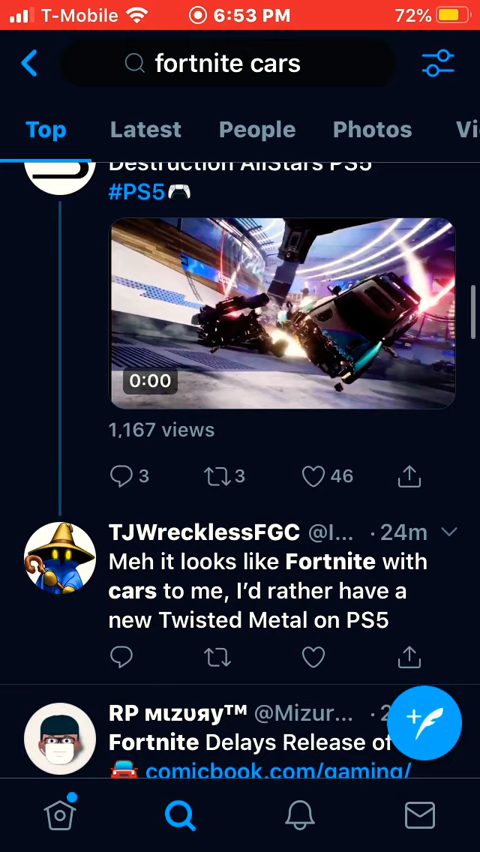 T-Mobile 6:53 PM 72%
fortnite cars
Top Latest People Photos Vi
Destruction AllStars PS5
#PS5🎮
0:00
1,167 views
3 3 46
TJWrecklessFGC @I... · 24m
Meh it looks like Fortnite with
cars to me, I'd rather have a
new Twisted Metal on PS5
RP мιzυяy™ @Mizur... · 2
Fortnite Delays Release of
🚘 comicbook.com/gaming/